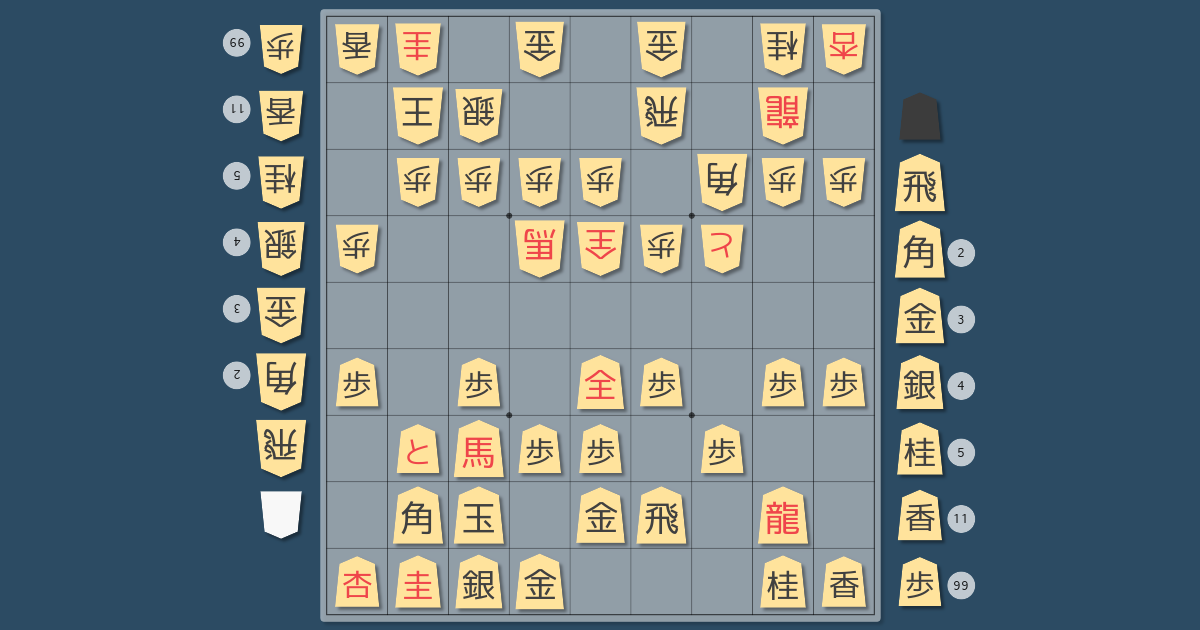 歩 99
香 11
桂 5
銀 4
金 3
角 2
飛
香 圭 金 金 桂 杏
王 銀 飛 龍
歩 歩 歩 歩 角 歩 歩
歩 馬 全 歩 と
歩 歩 全 歩 歩 歩
と 馬 歩 歩 歩
角 玉 金 飛 龍
杏 圭 銀 金 桂 香
飛
角 2
金 3
銀 4
桂 5
香 11
歩 99